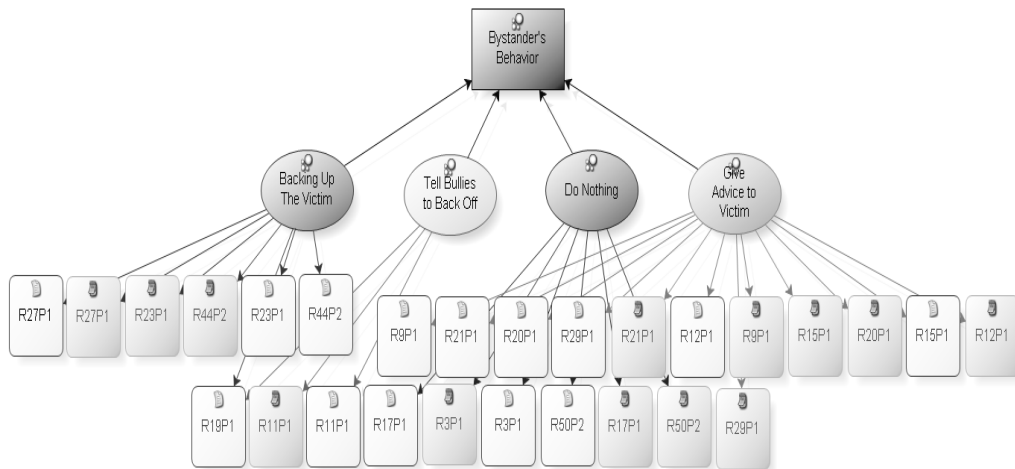 Bystander's
Behavior
Backing Up
The Victim
Tell Bullies
to Back Off
Do Nothing
Give
Advice to
Victim
R27P1
R27P1
R23P1
R44P2
R23P1
R44P2
R9P1
R21P1
R20P1
R29P1
R21P1
R12P1
R9P1
R15P1
R20P1
R15P1
R12P1
R19P1
R11P1
R11P1
R17P1
R3P1
R3P1
R50P2
R17P1
R50P2
R29P1